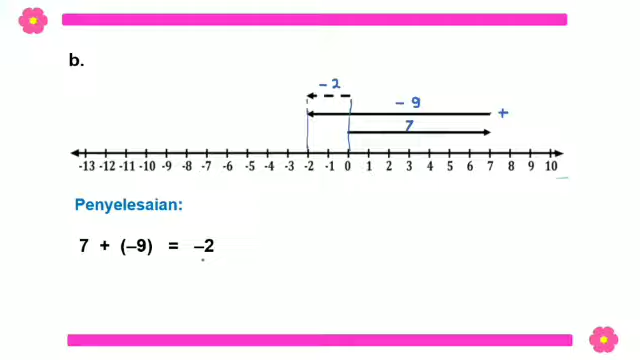 b.
– 2
– 9 +
7
-13 -12 -11 -10 -9 -8 -7 -6 -5 -4 -3 -2 -1 0 1 2 3 4 5 6 7 8 9 10
Penyelesaian:
7 + (–9) = –2